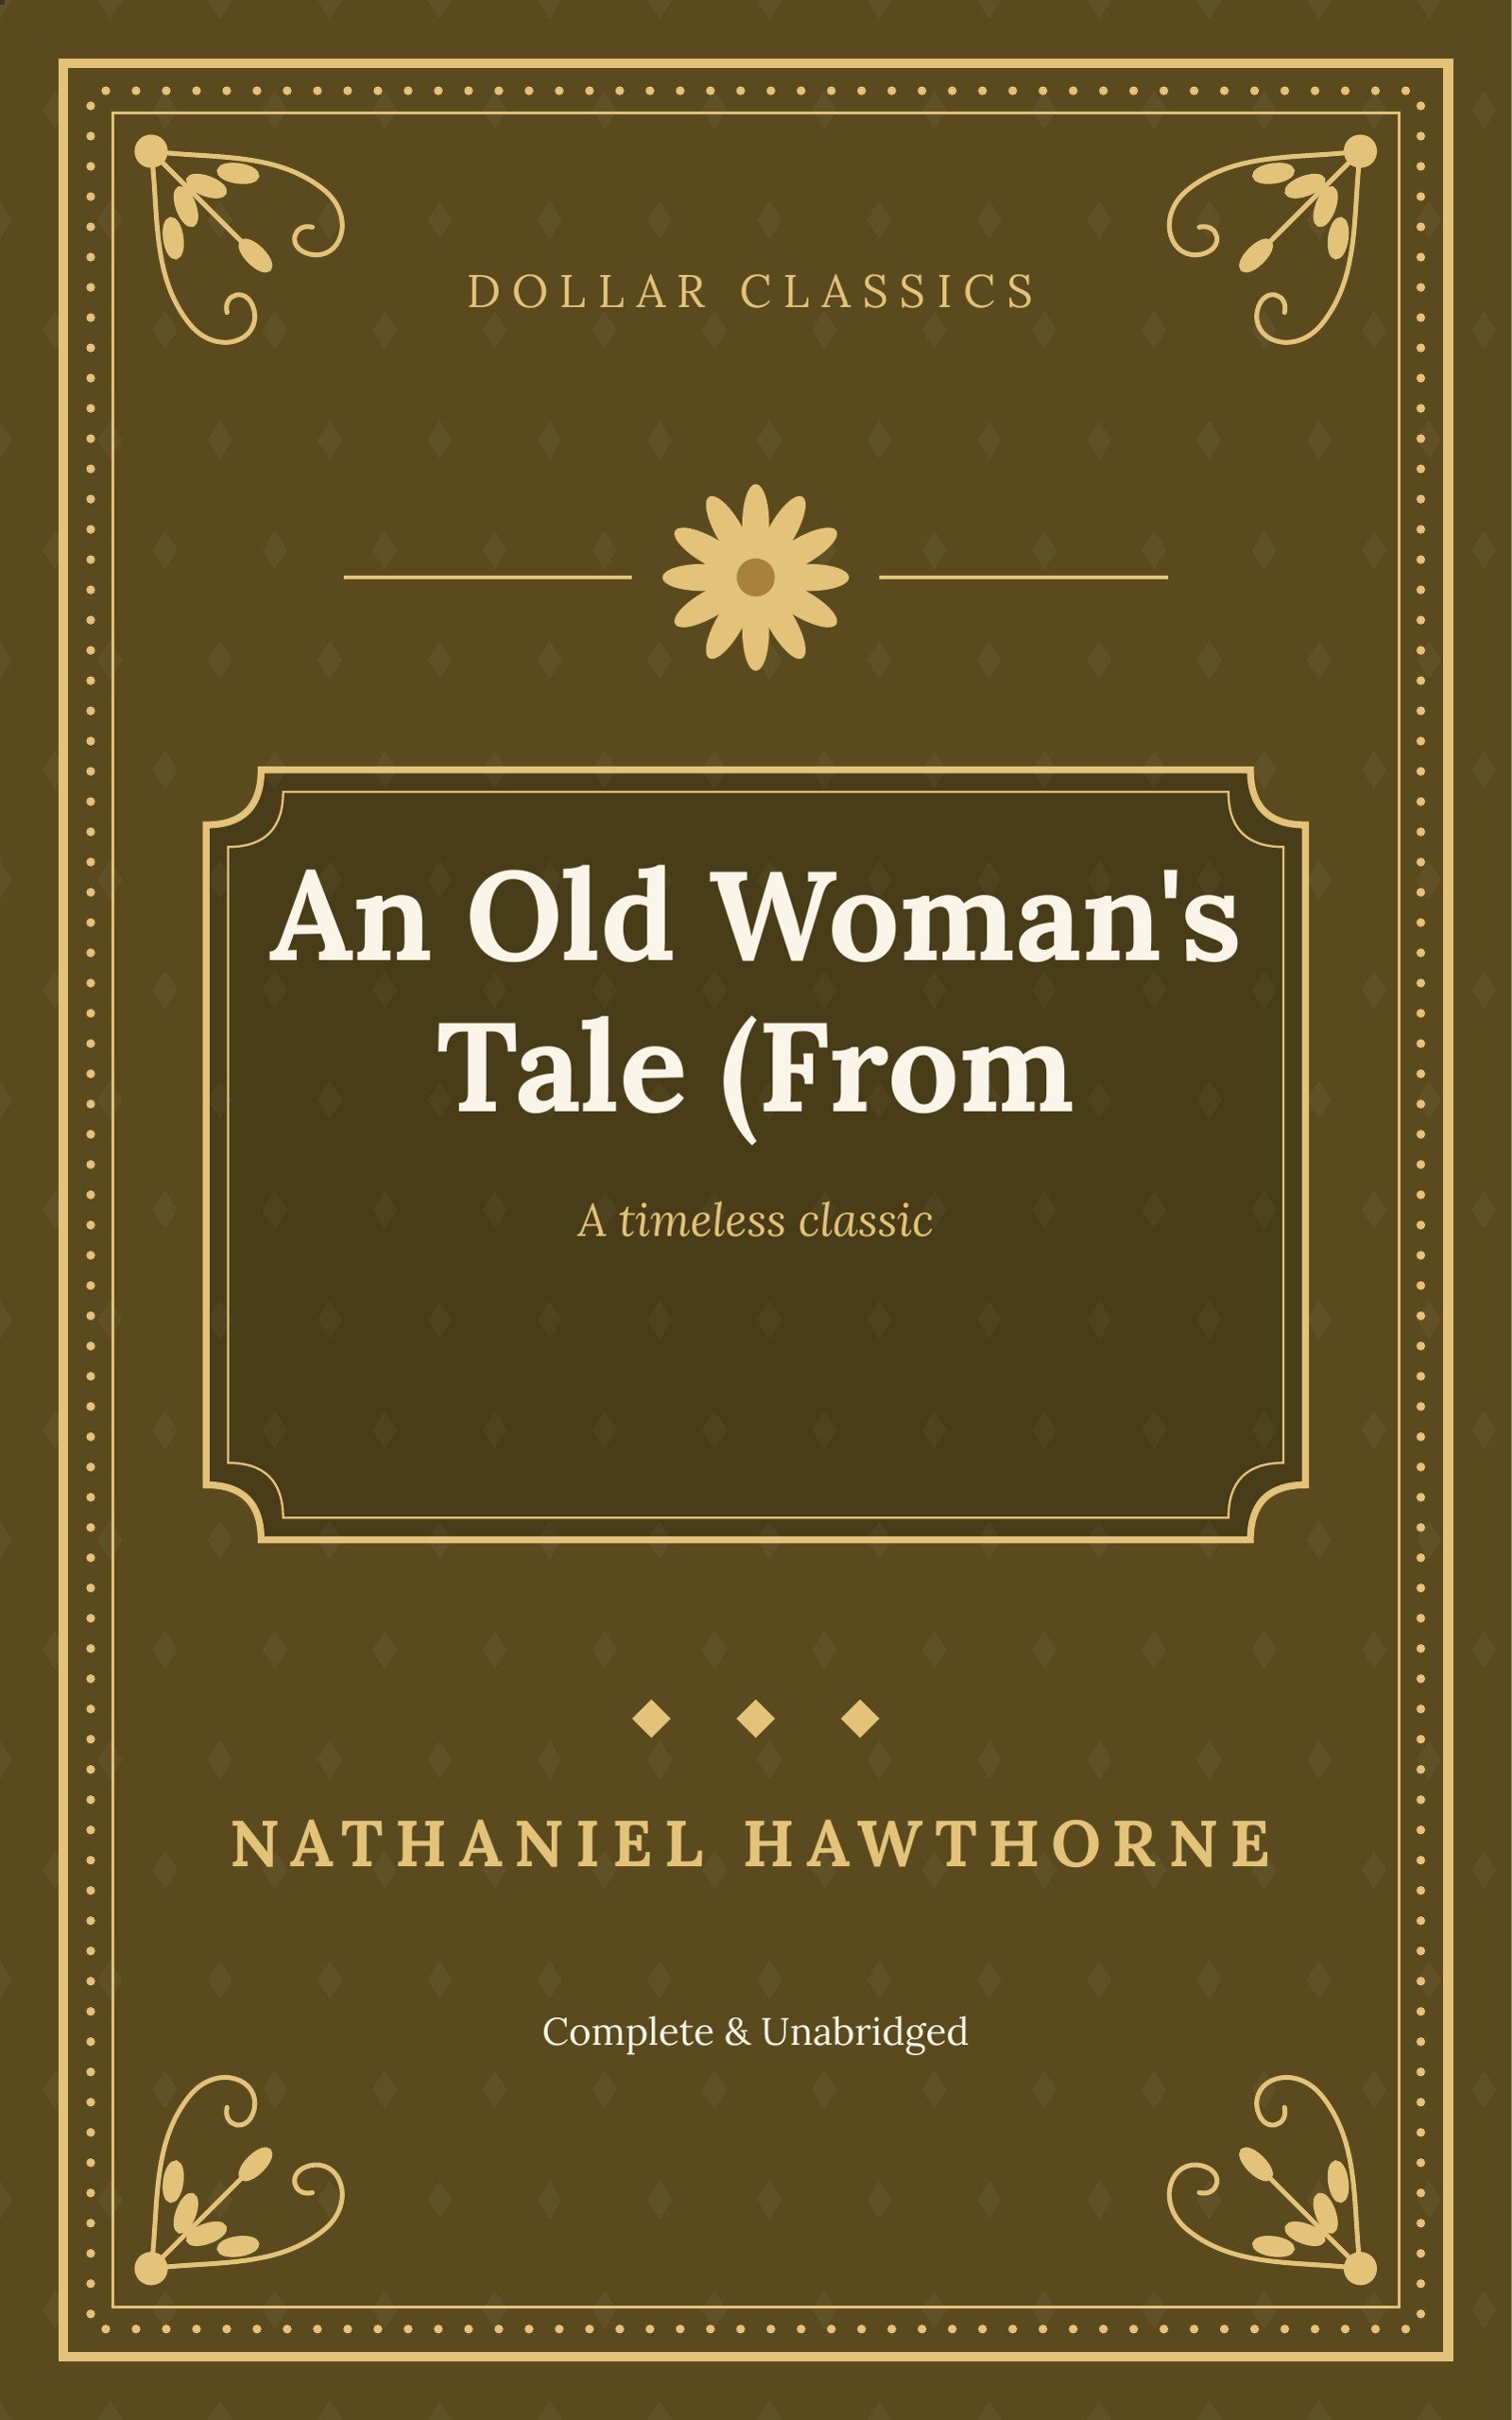 DOLLAR CLASSICS
An Old Woman's
Tale (From
A timeless classic
NATHANIEL HAWTHORNE
Complete & Unabridged